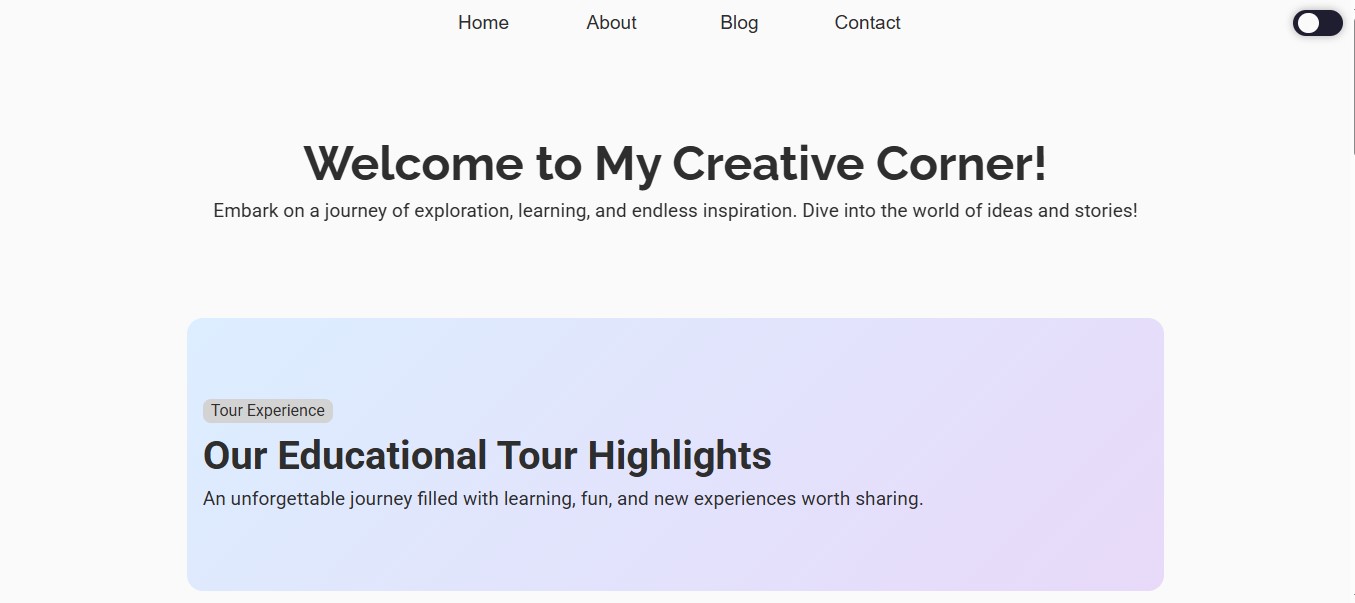 Home About Blog Contact
Welcome to My Creative Corner!
Embark on a journey of exploration, learning, and endless inspiration. Dive into the world of ideas and stories!
Tour Experience
Our Educational Tour Highlights
An unforgettable journey filled with learning, fun, and new experiences worth sharing.